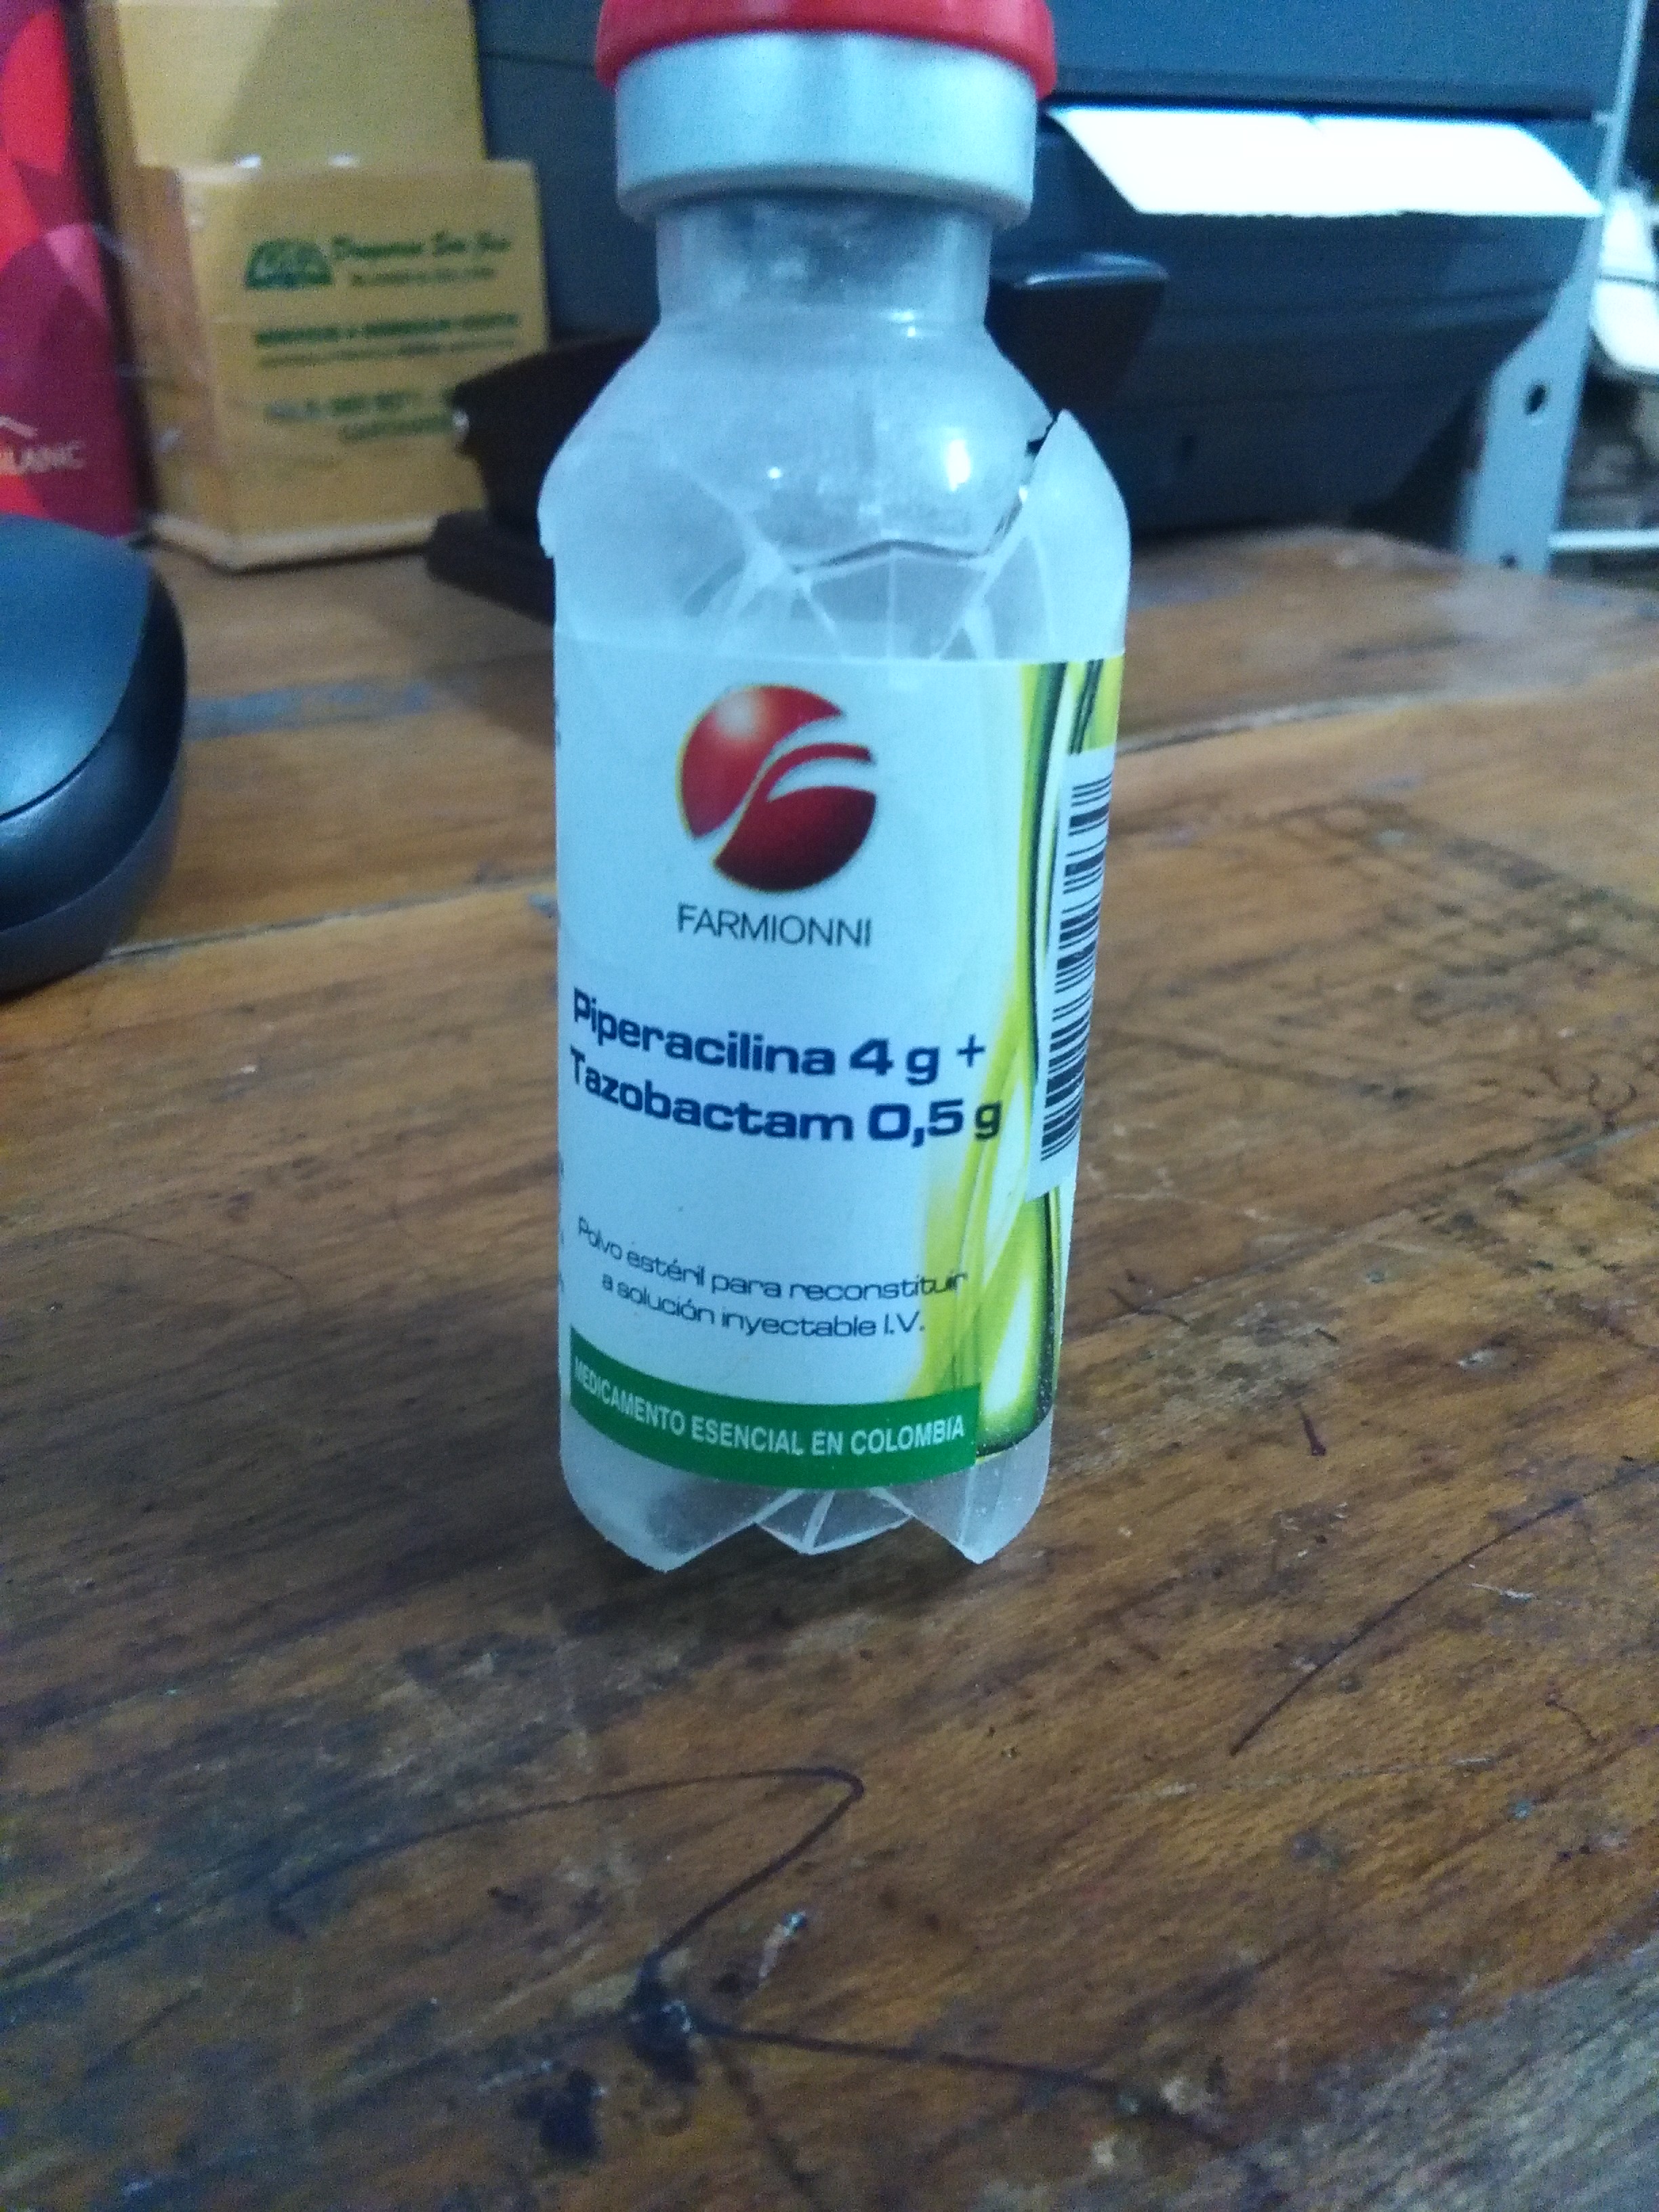 FARMIONNI
Piperacilina 4 g +
Tazobactam 0,5 g
Polvo estéril para reconstituir
a solución inyectable I.V.
MEDICAMENTO ESENCIAL EN COLOMBIA